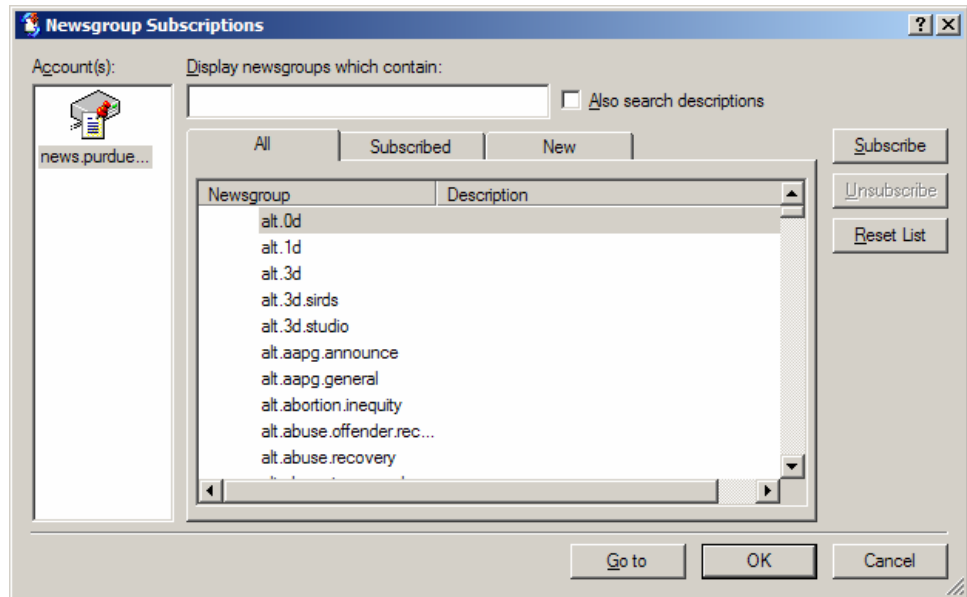 Newsgroup Subscriptions
Account(s):
Display newsgroups which contain:
Also search descriptions
news.purdue...
All
Subscribed
New
Subscribe
Unsubscribe
Reset List
Newsgroup
Description
alt.0d
alt.1d
alt.3d
alt.3d.sirds
alt.3d.studio
alt.aapg.announce
alt.aapg.general
alt.abortion.inequity
alt.abuse.offender.rec...
alt.abuse.recovery
Go to
OK
Cancel